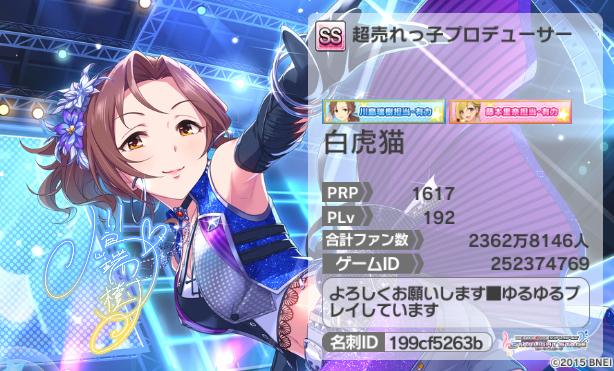 SS 超売れっ子プロデューサー
川島瑞樹担当・有力 藤本里奈担当・有力
白虎猫
PRP 1617
PLv 192
合計ファン数 2362万8146人
ゲームID 252374769
よろしくお願いします■ゆるゆるプ
レイしています
名刺ID 199cf5263b
©2015 BNEI